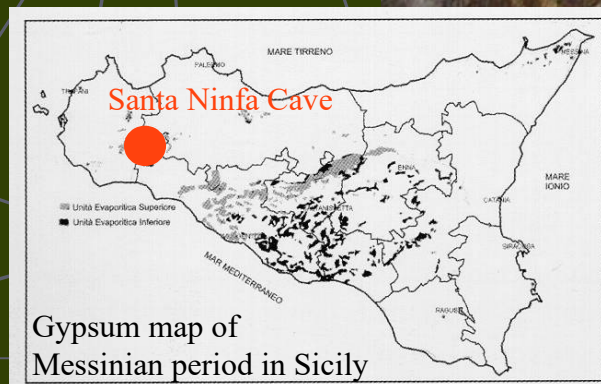 MARE TIRRENO
MESSINA
PALERMO
TRAPANI
Santa Ninfa Cave
ENNA
MARE
IONIO
CATANIA
Unità Evaporitica Superiore
Unità Evaporitica Inferiore
SIRACUSA
MAR MEDITERRANEO
RAGUSA
Gypsum map of
Messinian period in Sicily